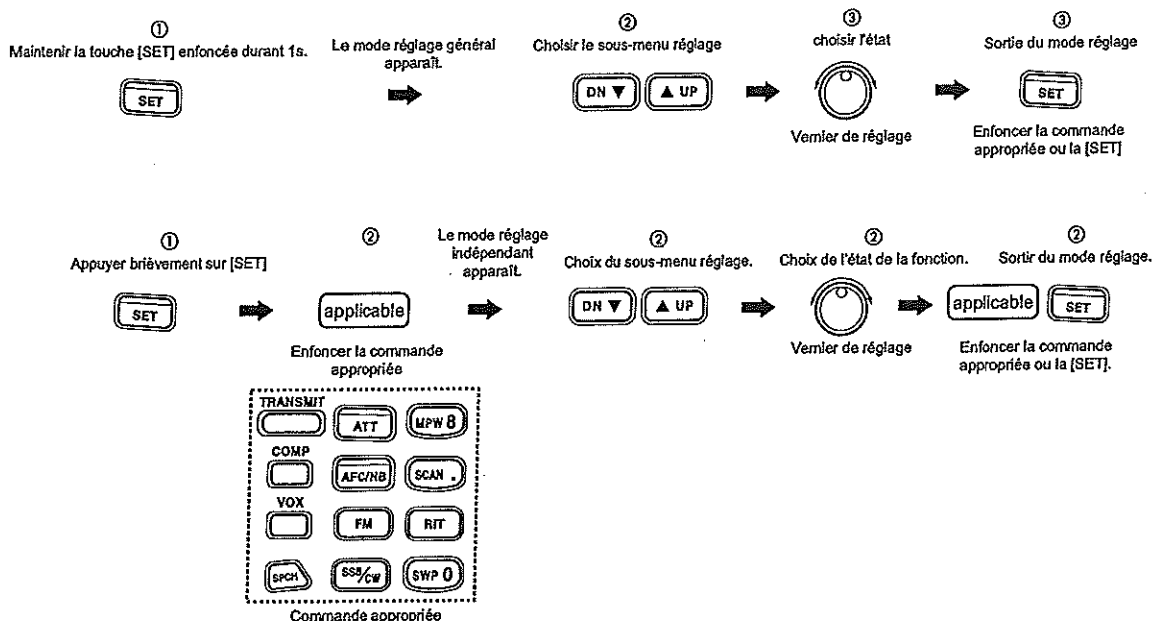 ①
Maintenir la touche [SET] enfoncée durant 1s.
SET
Le mode réglage général
apparaît.
②
Choisir le sous-menu réglage
DN ▼ ▲ UP
③
choisir l'état
Vernier de réglage
③
Sortie du mode réglage
SET
Enfoncer la commande
appropriée ou la [SET]
①
Appuyer brièvement sur [SET]
SET
②
applicable
Enfoncer la commande
appropriée
Le mode réglage
indépendant
apparaît.
②
Choix du sous-menu réglage.
DN ▼ ▲ UP
②
Choix de l'état de la fonction.
Vernier de réglage
②
Sortir du mode réglage.
applicable SET
Enfoncer la commande
appropriée ou la [SET].
TRANSMIT ATT MPW 8
COMP AFC/NB SCAN .
VOX FM RIT
SPCH SSB/CW SWP 0
Commande appropriée